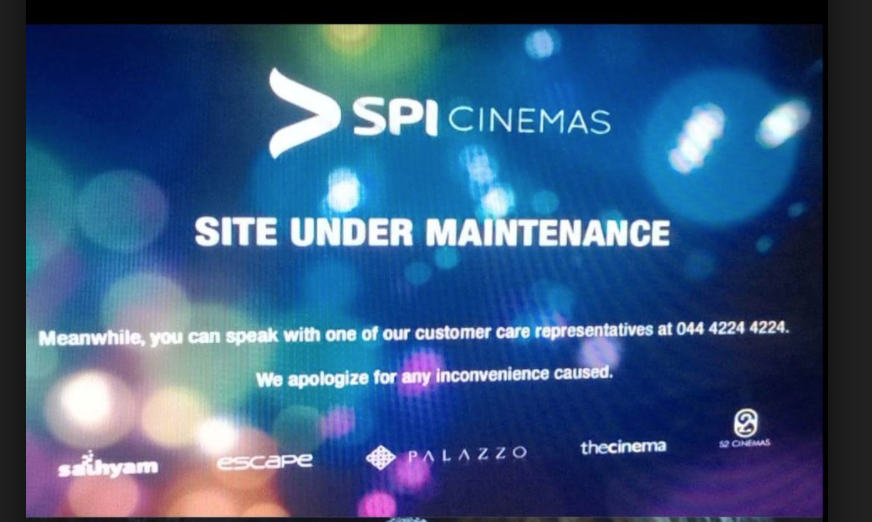 SPI CINEMAS
SITE UNDER MAINTENANCE
Meanwhile, you can speak with one of our customer care representatives at 044 4224 4224.
We apologize for any inconvenience caused.
sathyam escape PALAZZO thecinema S2 CINEMAS